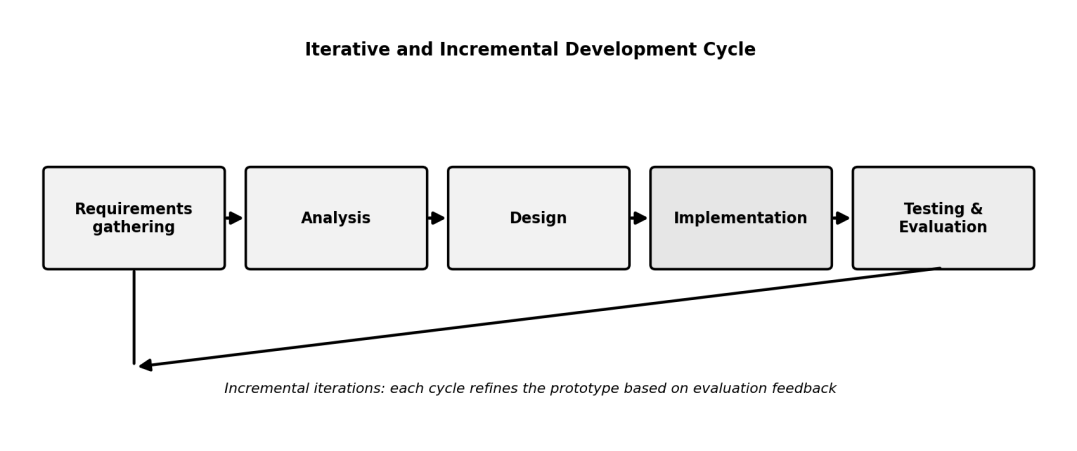 Iterative and Incremental Development Cycle
Requirements
gathering
Analysis
Design
Implementation
Testing &
Evaluation
Incremental iterations: each cycle refines the prototype based on evaluation feedback